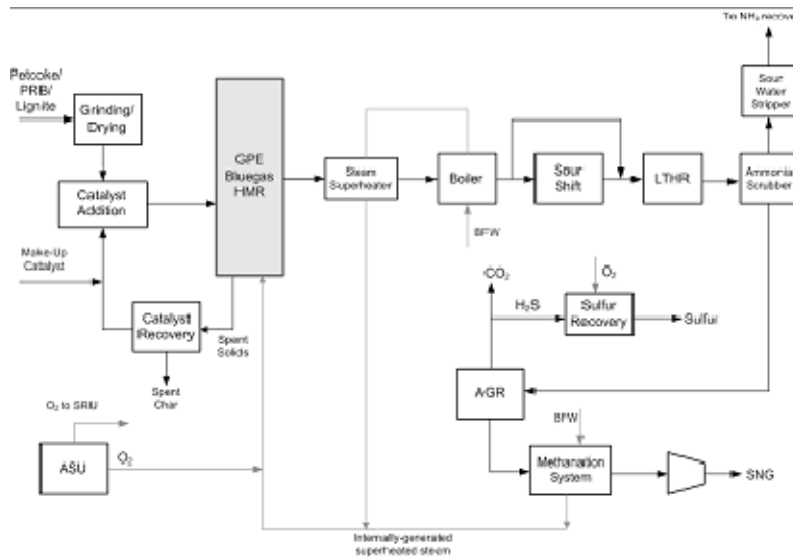 To NH₃ recove
Petcoke/
PRB/
Lignite
Grinding/
Drying
Sour
Water
Stripper
GPE
Bluegas
HMR
Steam
Superheater
Boiler
Sour
Shift
LTHR
Ammonia
Scrubber
Catalyst
Addition
BFW
Make-Up
Catalyst
CO₂
O₂
H₂S
Sulfur
Recovery
Sulfur
Catalyst
Recovery
Spent
Solids
Spent
Char
AGR
O₂ to SRU
BFW
ASU
O₂
Methanation
System
SNG
Internally-generated
superheated steam